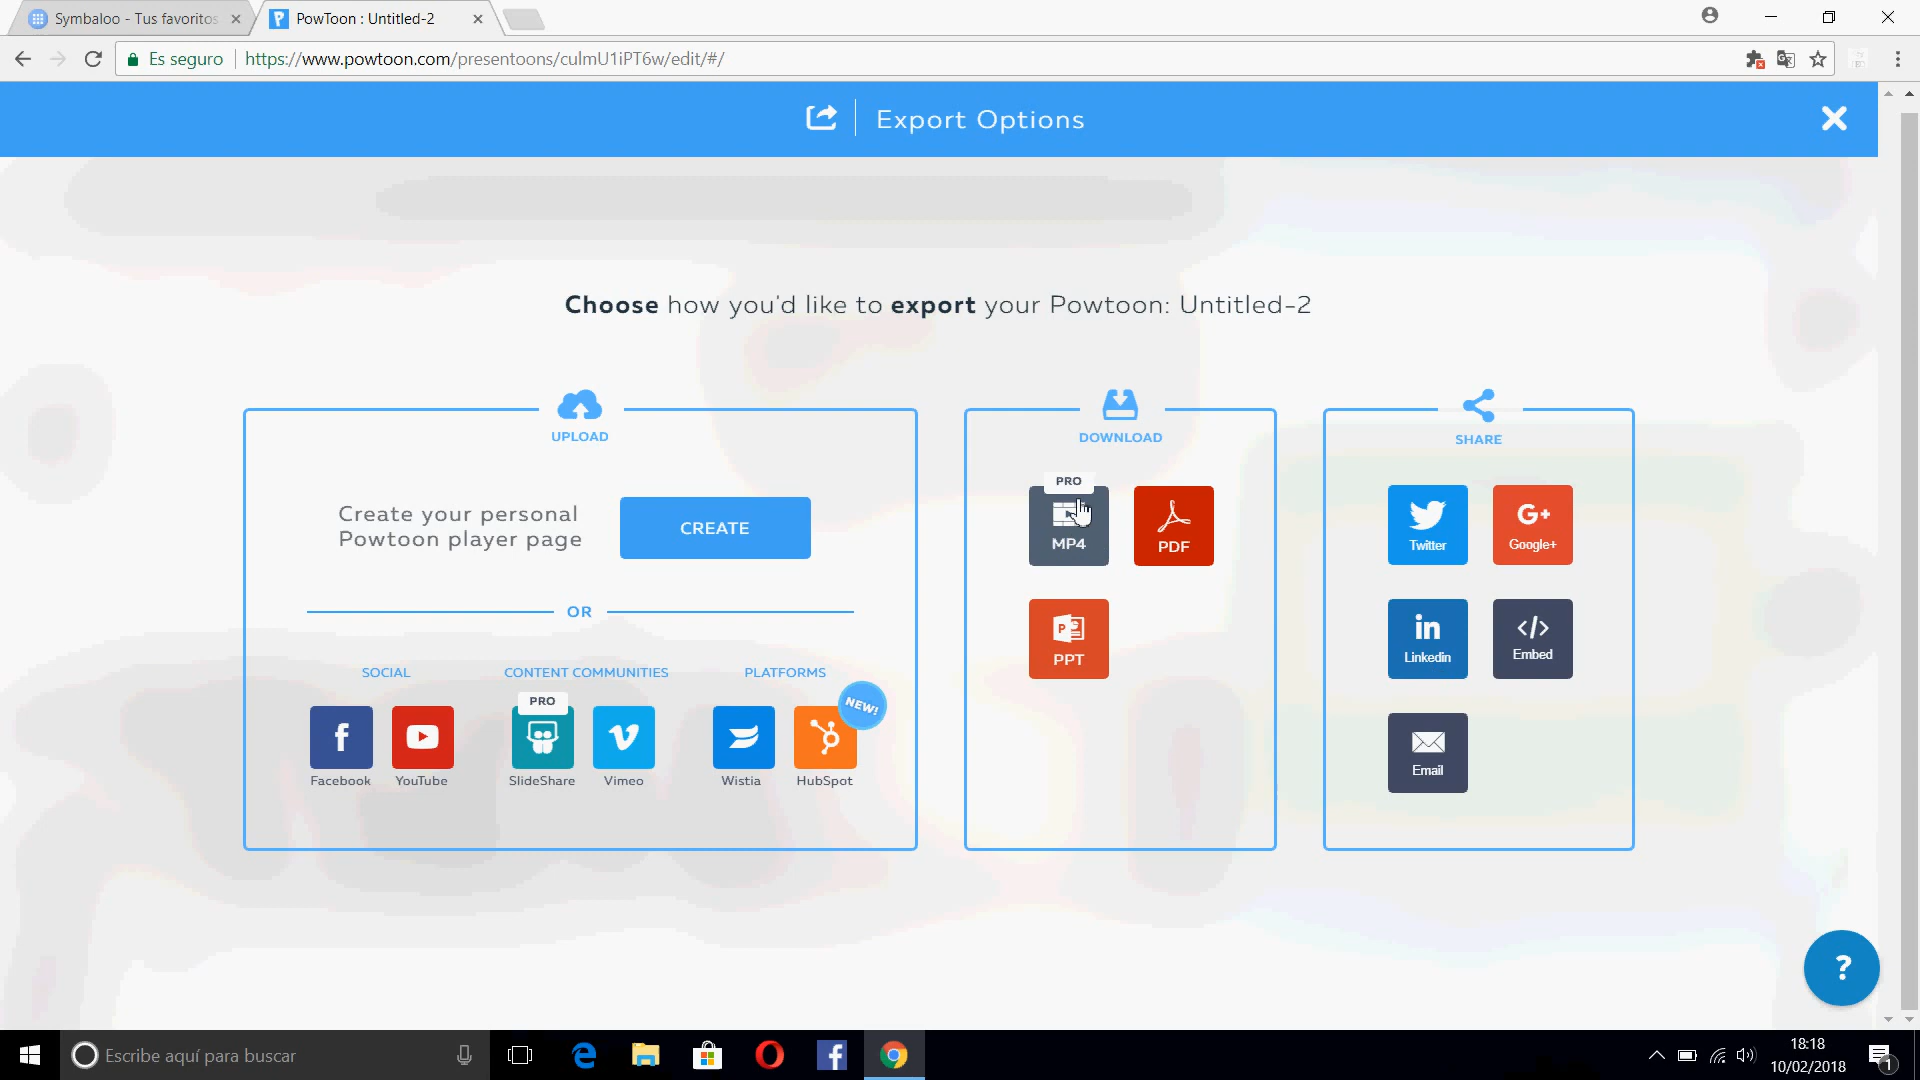 Symbaloo - Tus favoritos
PowToon : Untitled-2
Es seguro
https://www.powtoon.com/presentoons/culmU1iPT6w/edit/#/
Export Options
Choose how you'd like to export your Powtoon: Untitled-2
UPLOAD
Create your personal
Powtoon player page
CREATE
OR
SOCIAL
CONTENT COMMUNITIES
PLATFORMS
PRO
NEW!
Facebook
YouTube
SlideShare
Vimeo
Wistia
HubSpot
DOWNLOAD
PRO
MP4
PDF
PPT
SHARE
Twitter
G+
Google+
in
Linkedin
</>
Embed
Email
?
Escribe aquí para buscar
18:18
10/02/2018
1